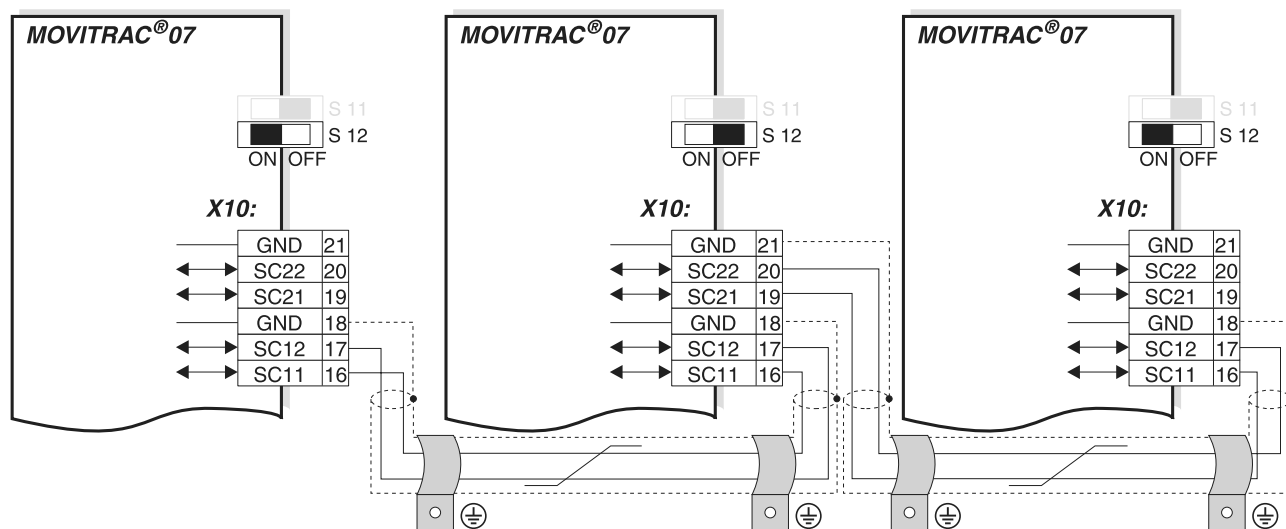 MOVITRAC®07
S 11
S 12
ON OFF
X10:
GND 21
SC22 20
SC21 19
GND 18
SC12 17
SC11 16
MOVITRAC®07
S 11
S 12
ON OFF
X10:
GND 21
SC22 20
SC21 19
GND 18
SC12 17
SC11 16
MOVITRAC®07
S 11
S 12
ON OFF
X10:
GND 21
SC22 20
SC21 19
GND 18
SC12 17
SC11 16